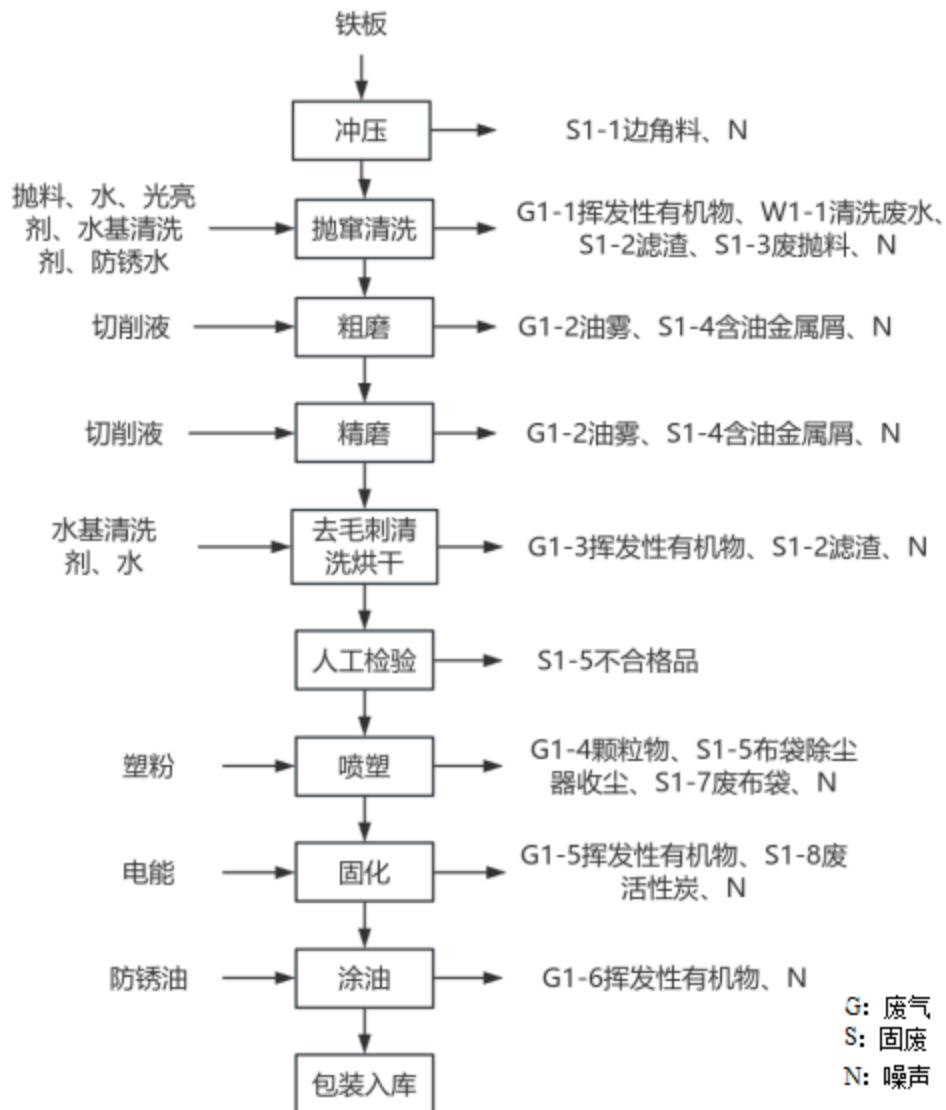 铁板
冲压
S1-1边角料、N
抛料、水、光亮
剂、水基清洗
剂、防锈水
抛窜清洗
G1-1挥发性有机物、W1-1清洗废水、
S1-2滤渣、S1-3废抛料、N
切削液
粗磨
G1-2油雾、S1-4含油金属屑、N
切削液
精磨
G1-2油雾、S1-4含油金属屑、N
水基清洗
剂、水
去毛刺清
洗烘干
G1-3挥发性有机物、S1-2滤渣、N
人工检验
S1-5不合格品
塑粉
喷塑
G1-4颗粒物、S1-5布袋除尘
器收尘、S1-7废布袋、N
电能
固化
G1-5挥发性有机物、S1-8废
活性炭、N
防锈油
涂油
G1-6挥发性有机物、N
包装入库
G: 废气
S: 固废
N: 噪声